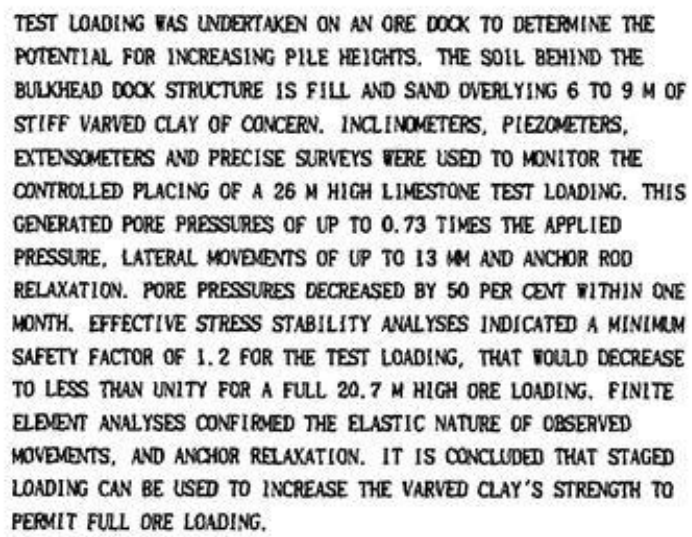 TEST LOADING WAS UNDERTAKEN ON AN ORE DOCK TO DETERMINE THE
POTENTIAL FOR INCREASING PILE HEIGHTS. THE SOIL BEHIND THE
BULKHEAD DOCK STRUCTURE IS FILL AND SAND OVERLYING 6 TO 9 M OF
STIFF VARVED CLAY OF CONCERN. INCLINOMETERS, PIEZOMETERS,
EXTENSOMETERS AND PRECISE SURVEYS WERE USED TO MONITOR THE
CONTROLLED PLACING OF A 26 M HIGH LIMESTONE TEST LOADING. THIS
GENERATED PORE PRESSURES OF UP TO 0.73 TIMES THE APPLIED
PRESSURE, LATERAL MOVEMENTS OF UP TO 13 MM AND ANCHOR ROD
RELAXATION. PORE PRESSURES DECREASED BY 50 PER CENT WITHIN ONE
MONTH. EFFECTIVE STRESS STABILITY ANALYSES INDICATED A MINIMUM
SAFETY FACTOR OF 1.2 FOR THE TEST LOADING, THAT WOULD DECREASE
TO LESS THAN UNITY FOR A FULL 20.7 M HIGH ORE LOADING. FINITE
ELEMENT ANALYSES CONFIRMED THE ELASTIC NATURE OF OBSERVED
MOVEMENTS, AND ANCHOR RELAXATION. IT IS CONCLUDED THAT STAGED
LOADING CAN BE USED TO INCREASE THE VARVED CLAY'S STRENGTH TO
PERMIT FULL ORE LOADING.